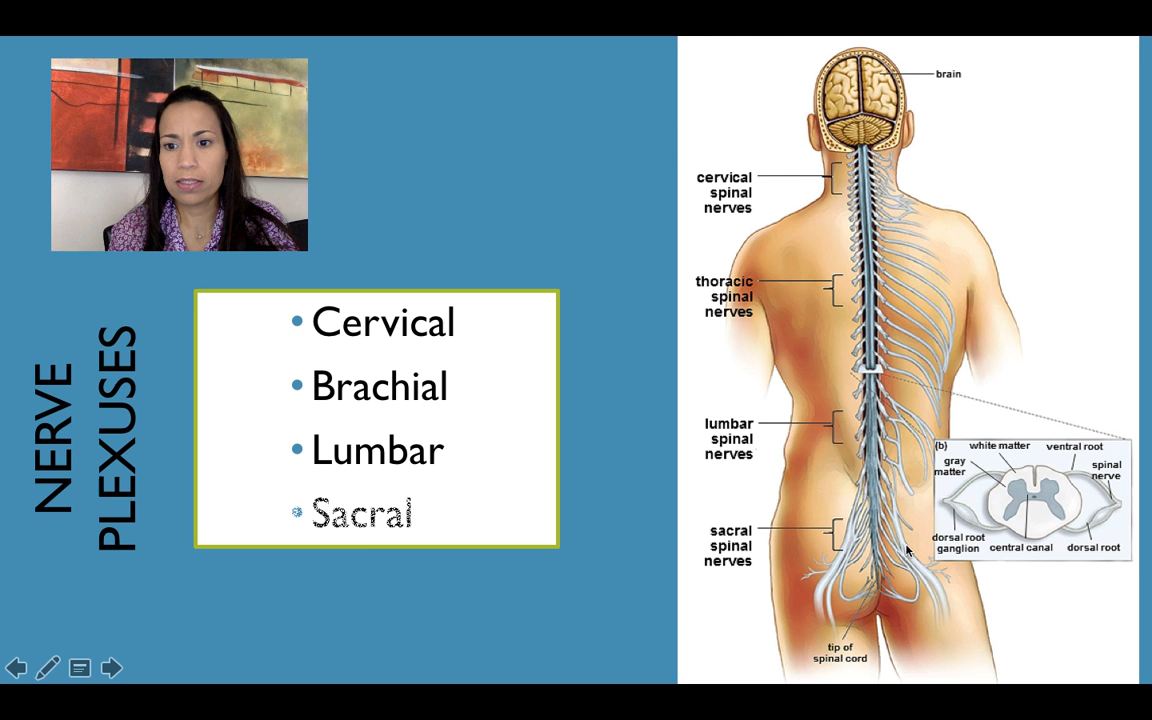 NERVE
PLEXUSES
• Cervical
• Brachial
• Lumbar
• Sacral
brain
cervical
spinal
nerves
thoracic
spinal
nerves
lumbar
spinal
nerves
sacral
spinal
nerves
tip of
spinal cord
(b)
white matter
ventral root
gray
matter
spinal
nerve
dorsal root
ganglion
central canal
dorsal root